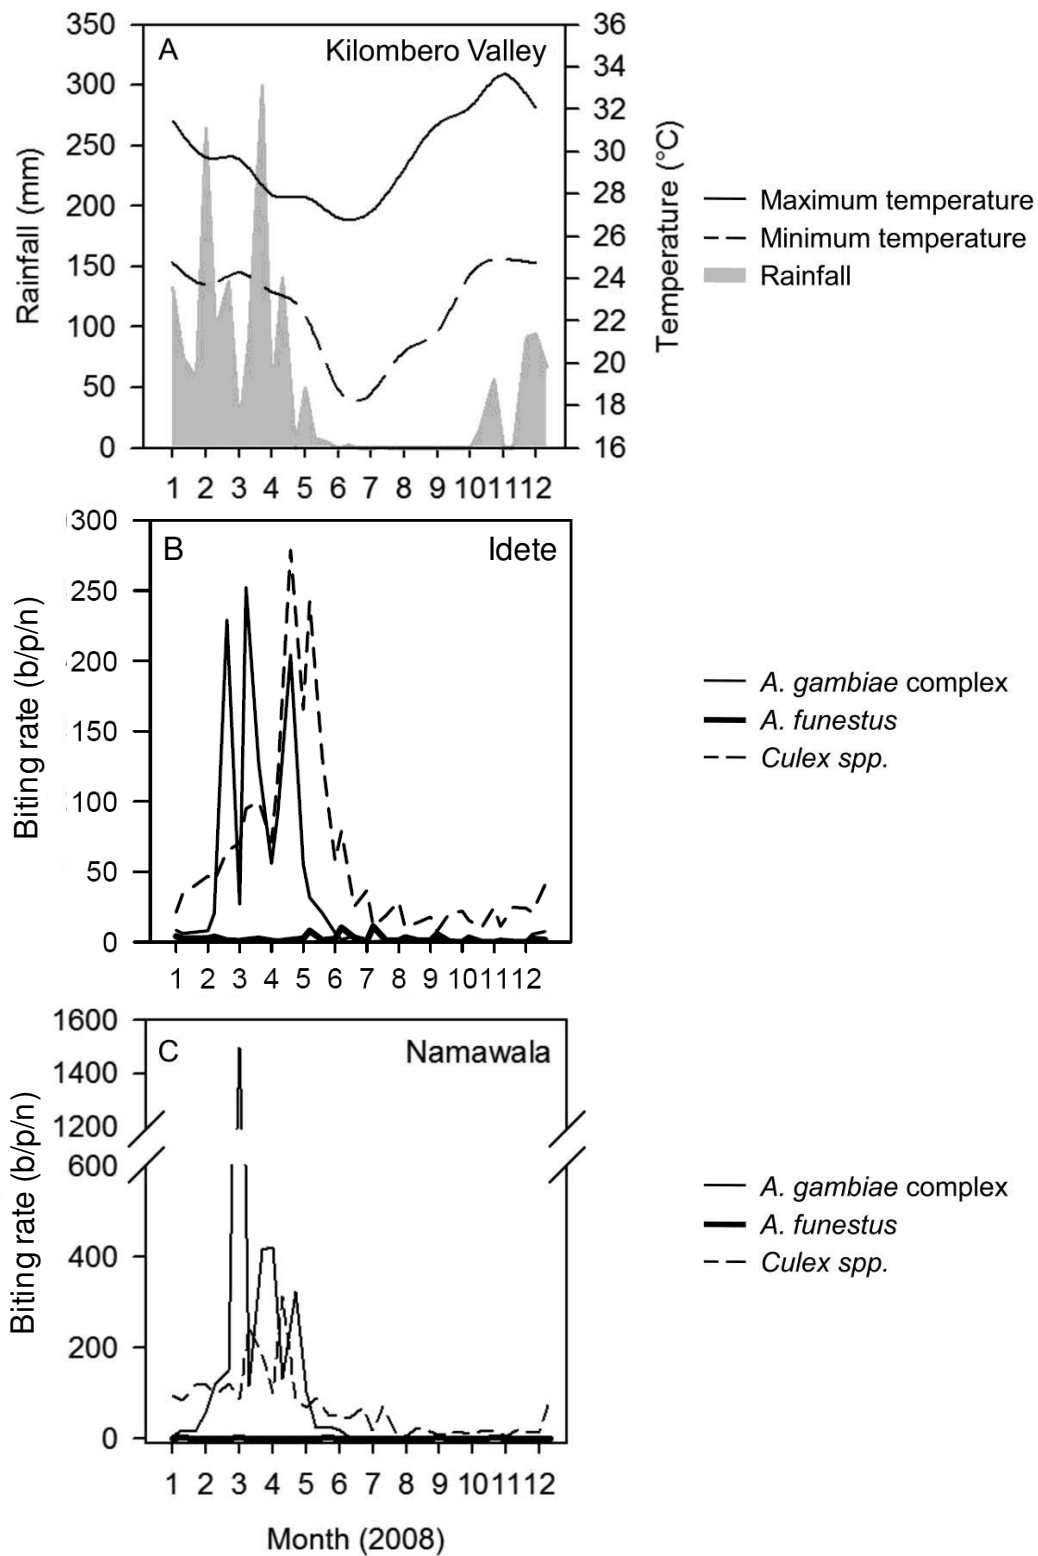 350
300
250
200
150
100
50
0
Rainfall (mm)
A
Kilombero Valley
36
34
32
30
28
26
24
22
20
18
16
Temperature (°C)
1 2 3 4 5 6 7 8 9 10 11 12
Maximum temperature
Minimum temperature
Rainfall
300
250
200
150
100
50
0
Biting rate (b/p/n)
B
Idete
1 2 3 4 5 6 7 8 9 10 11 12
A. gambiae complex
A. funestus
Culex spp.
1600
1400
1200
600
400
200
0
Biting rate (b/p/n)
C
Namawala
1 2 3 4 5 6 7 8 9 10 11 12
Month (2008)
A. gambiae complex
A. funestus
Culex spp.